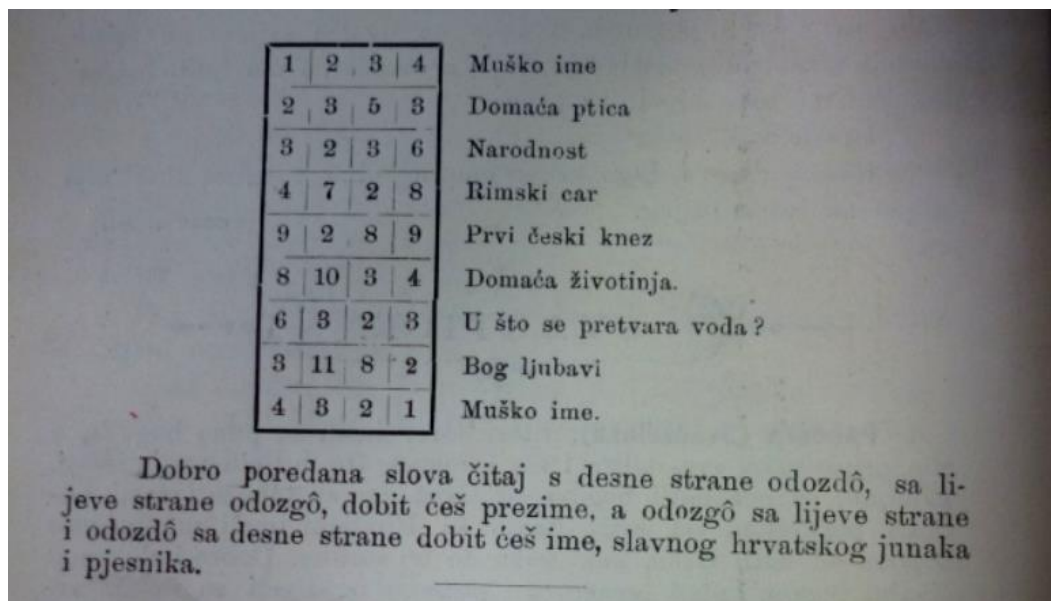 1 2 3 4 Muško ime
2 3 5 3 Domaća ptica
3 2 3 6 Narodnost
4 7 2 8 Rimski car
9 2 8 9 Prvi češki knez
8 10 3 4 Domaća životinja.
6 3 2 3 U što se pretvara voda?
3 11 8 2 Bog ljubavi
4 3 2 1 Muško ime.
Dobro poredana slova čitaj s desne strane odozdô, sa li-
jeve strane odozgô, dobit ćeš prezime, a odozgô sa lijeve strane
i odozdô sa desne strane dobit ćeš ime, slavnog hrvatskog junaka
i pjesnika.